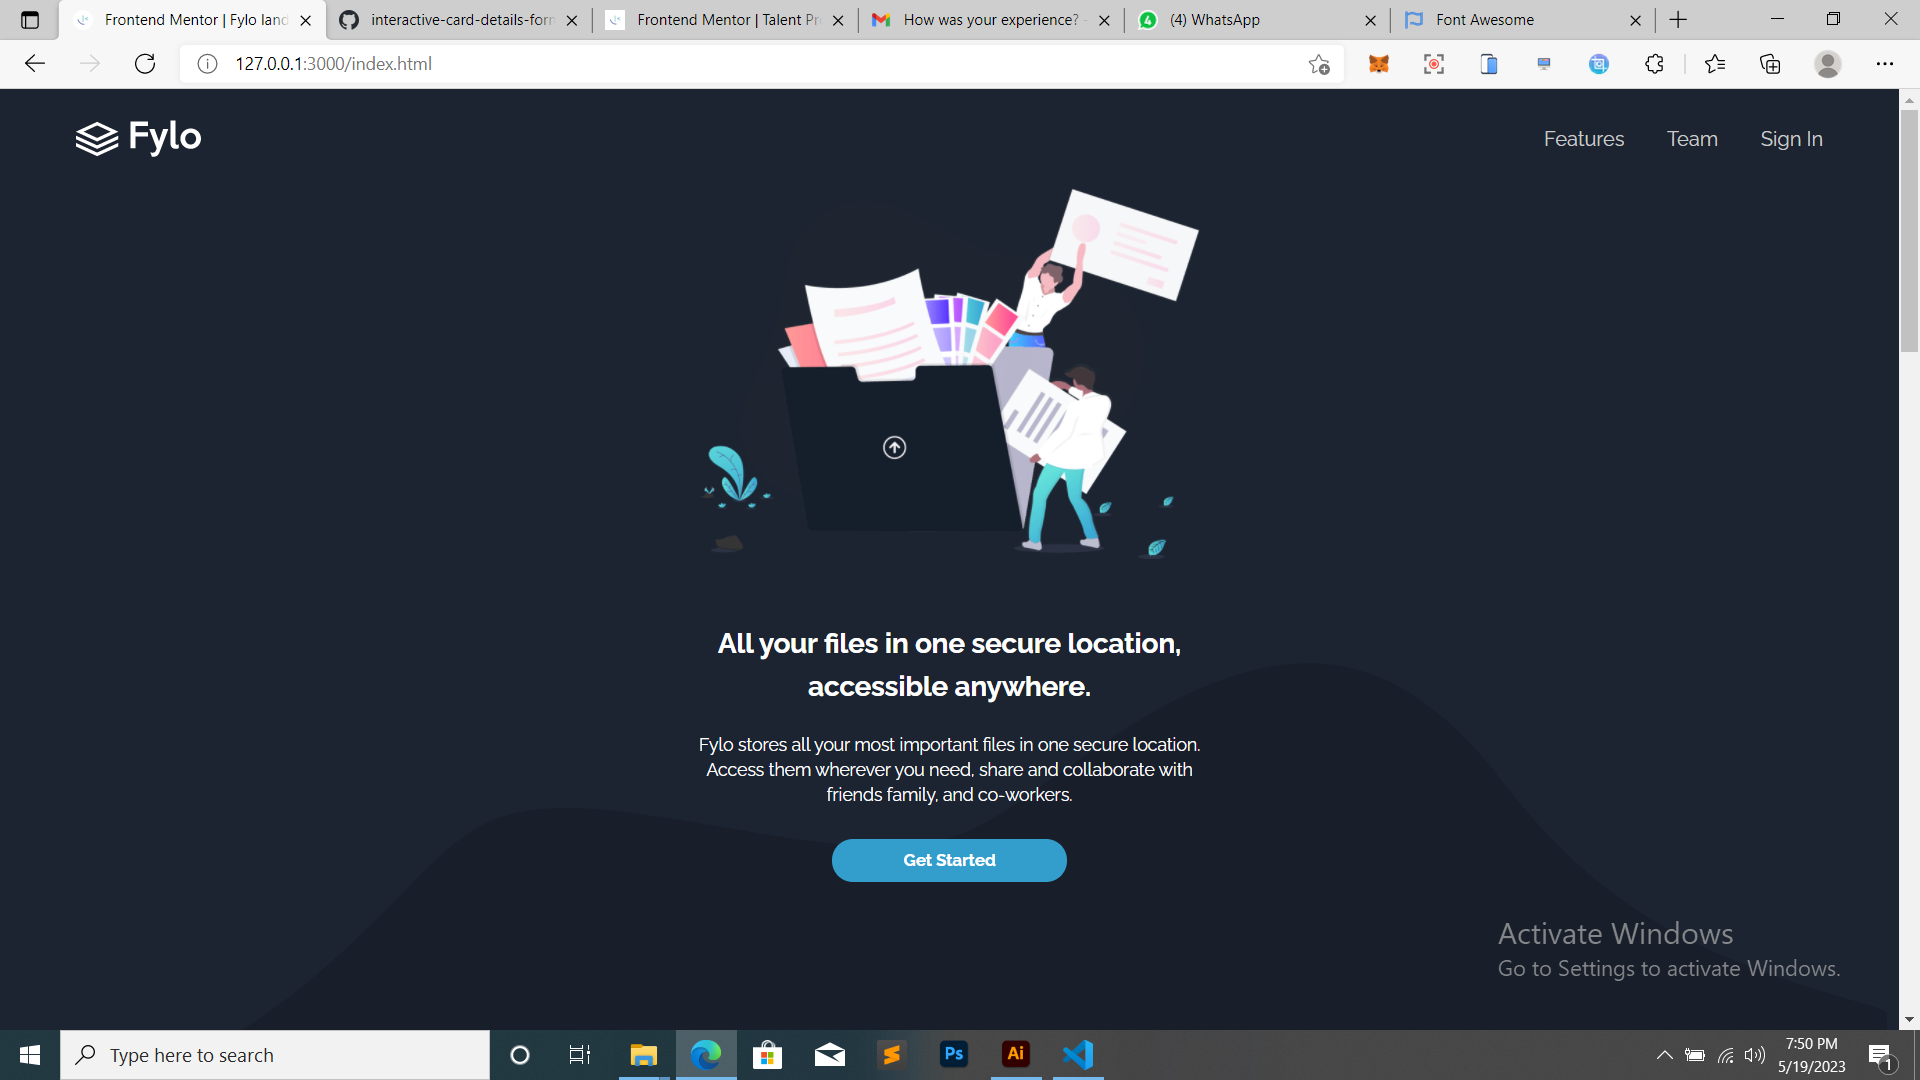 Frontend Mentor | Fylo land
interactive-card-details-form
Frontend Mentor | Talent Pr
How was your experience? -
(4) WhatsApp
Font Awesome
127.0.0.1:3000/index.html
Fylo
Features
Team
Sign In
All your files in one secure location,
accessible anywhere.
Fylo stores all your most important files in one secure location.
Access them wherever you need, share and collaborate with
friends family, and co-workers.
Get Started
Activate Windows
Go to Settings to activate Windows.
Type here to search
Ps
Ai
7:50 PM
5/19/2023
1